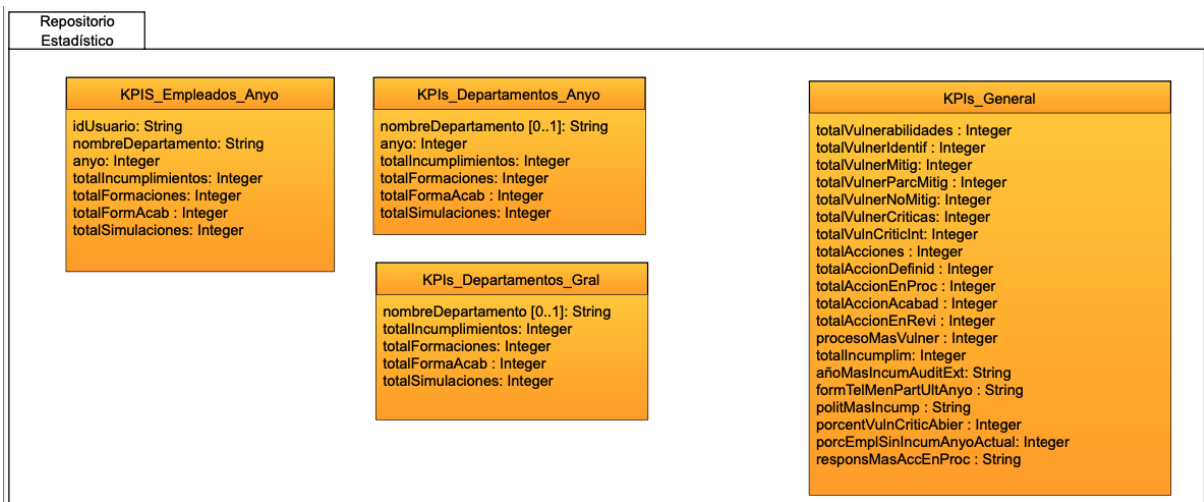 Repositorio
Estadístico
KPIS_Empleados_Anyo
idUsuario: String
nombreDepartamento: String
anyo: Integer
totalIncumplimientos: Integer
totalFormaciones: Integer
totalFormAcab : Integer
totalSimulaciones: Integer
KPIs_Departamentos_Anyo
nombreDepartamento [0..1]: String
anyo: Integer
totalIncumplimientos: Integer
totalFormaciones: Integer
totalFormaAcab : Integer
totalSimulaciones: Integer
KPIs_Departamentos_Gral
nombreDepartamento [0..1]: String
totalIncumplimientos: Integer
totalFormaciones: Integer
totalFormaAcab : Integer
totalSimulaciones: Integer
KPIs_General
totalVulnerabilidades : Integer
totalVulnerIdentif : Integer
totalVulnerMitig: Integer
totalVulnerParcMitig : Integer
totalVulnerNoMitig: Integer
totalVulnerCriticas: Integer
totalVulnCriticInt: Integer
totalAcciones : Integer
totalAccionDefinid : Integer
totalAccionEnProc : Integer
totalAccionAcabad : Integer
totalAccionEnRevi : Integer
procesoMasVulner : Integer
totalIncumplim: Integer
añoMasIncumAuditExt: String
formTelMenPartUltAnyo : String
politMasIncump : String
porcentVulnCriticAbier : Integer
porcEmplSinIncumAnyoActual: Integer
responsMasAccEnProc : String